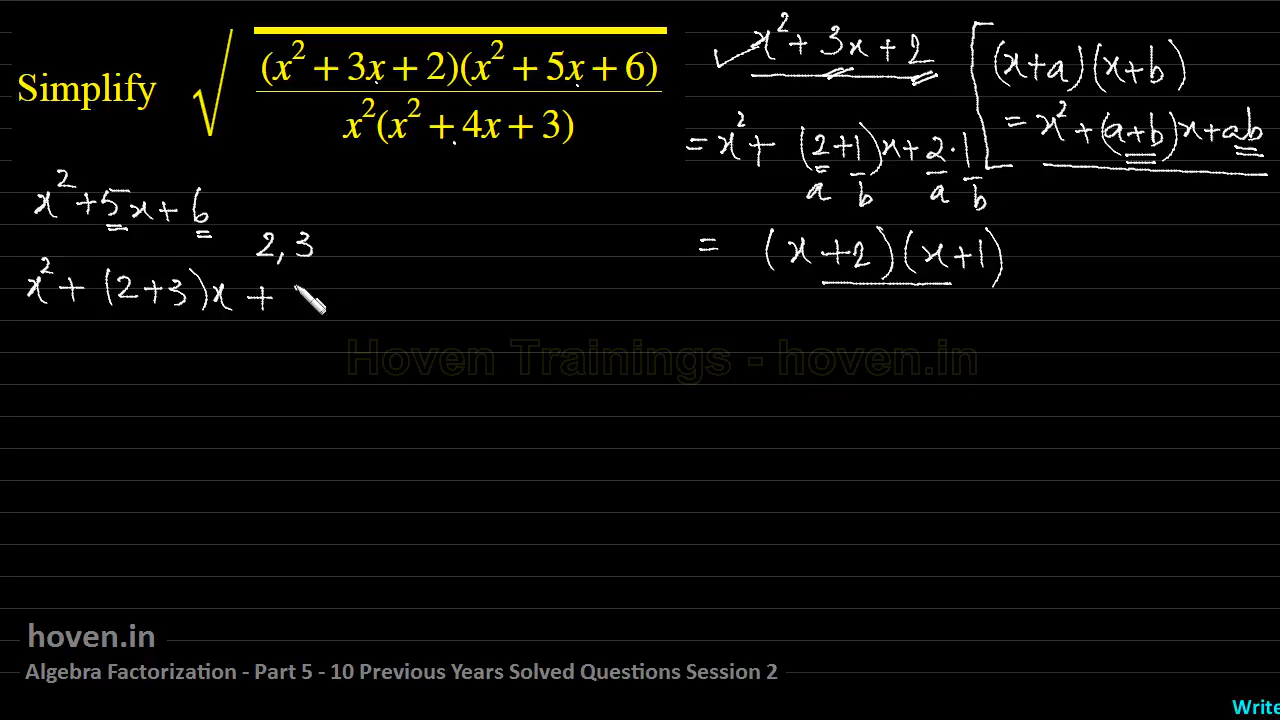 Simplify √((x² + 3x + 2)(x² + 5x + 6) / x²(x² + 4x + 3))
x² + 5x + 6
2, 3
x² + (2+3)x +
✓ x² + 3x + 2
= x² + (2+1)x + 2·1
a b a b
= (x+2)(x+1)
(x+a)(x+b)
= x² + (a+b)x + ab
Hoven Trainings - hoven.in
hoven.in
Algebra Factorization - Part 5 - 10 Previous Years Solved Questions Session 2
Write